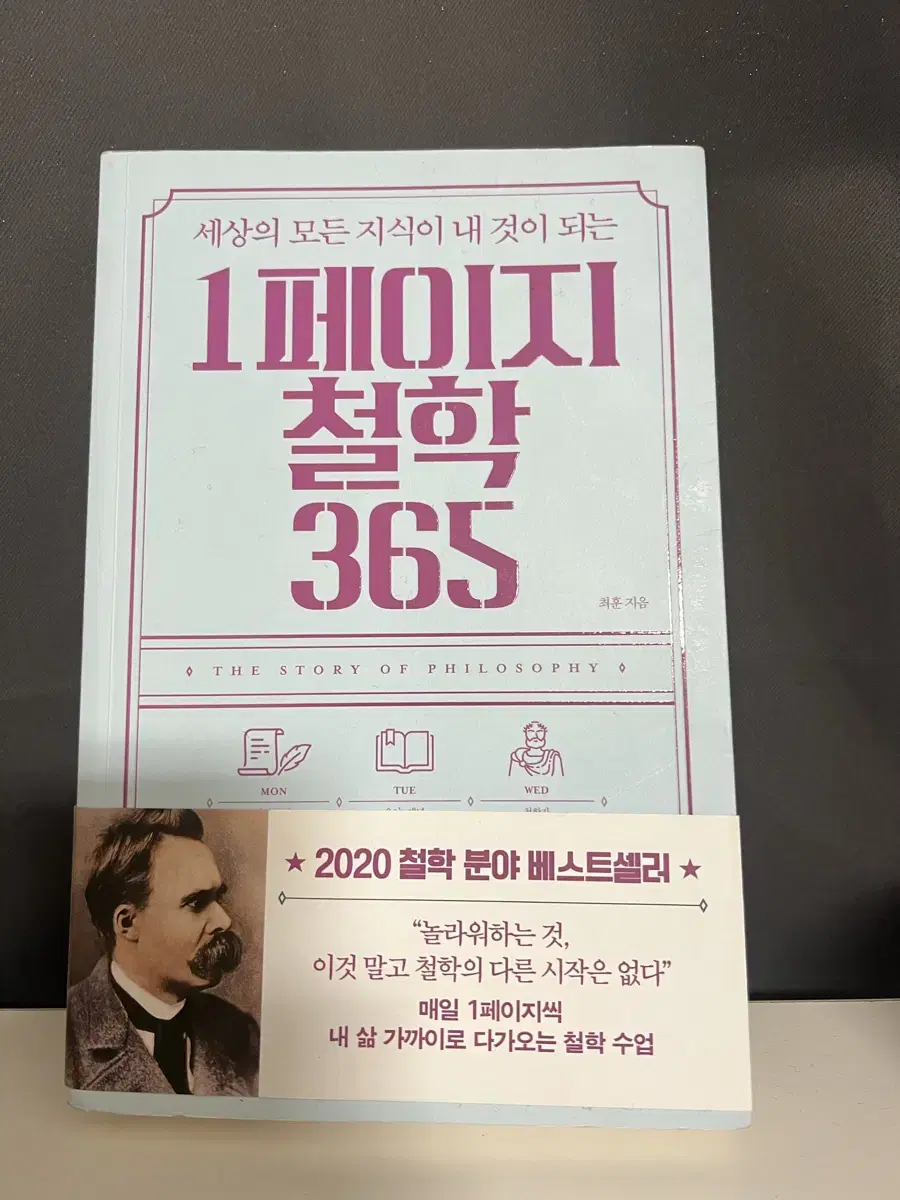 세상의 모든 지식이 내 것이 되는
1페이지
철학
365
최훈 지음
THE STORY OF PHILOSOPHY
MON TUE WED
★ 2020 철학 분야 베스트셀러 ★
“놀라워하는 것,
이것 말고 철학의 다른 시작은 없다”
매일 1페이지씩
내 삶 가까이로 다가오는 철학 수업